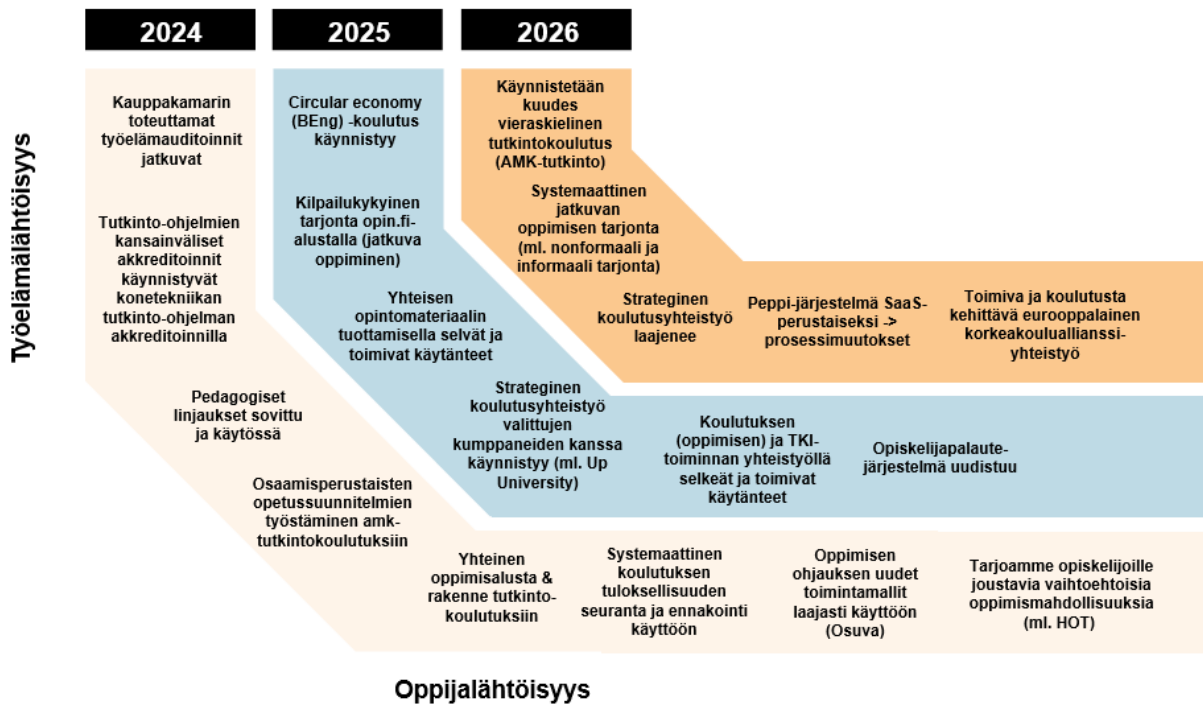 2024
2025
2026
Työelämälähtöisyys
Kauppakamarin
toteuttamat
työelämäauditoinnit
jatkuvat
Tutkinto-ohjelmien
kansainväliset
akkreditoinnit
käynnistyvät
konetekniikan
tutkinto-ohjelman
akkreditoinnilla
Pedagogiset
linjaukset sovittu
ja käytössä
Osaamisperustaisten
opetussuunnitelmien
työstäminen amk-
tutkintokoulutuksiin
Yhteinen
oppimisalusta &
rakenne tutkinto-
koulutuksiin
Systemaattinen
koulutuksen
tuloksellisuuden
seuranta ja ennakointi
käyttöön
Oppimisen
ohjauksen uudet
toimintamallit
laajasti käyttöön
(Osuva)
Tarjoamme opiskelijoille
joustavia vaihtoehtoisia
oppimismahdollisuuksia
(ml. HOT)
Circular economy
(BEng) -koulutus
käynnistyy
Kilpailukykyinen
tarjonta opin.fi-
alustalla (jatkuva
oppiminen)
Yhteisen
opintomateriaalin
tuottamisella selvät ja
toimivat käytänteet
Strateginen
koulutusyhteistyö
valittujen
kumppaneiden kanssa
käynnistyy (ml. Up
University)
Koulutuksen
(oppimisen) ja TKI-
toiminnan yhteistyöllä
selkeät ja toimivat
käytänteet
Opiskelijapalaute-
järjestelmä uudistuu
Käynnistetään
kuudes
vieraskielinen
tutkintokoulutus
(AMK-tutkinto)
Systemaattinen
jatkuvan
oppimisen tarjonta
(ml. nonformaali ja
informaali tarjonta)
Strateginen
koulutusyhteistyö
laajenee
Peppi-järjestelmä SaaS-
perustaiseksi ->
prosessimuutokset
Toimiva ja koulutusta
kehittävä eurooppalainen
korkeakouluallianssi-
yhteistyö
Oppijalähtöisyys